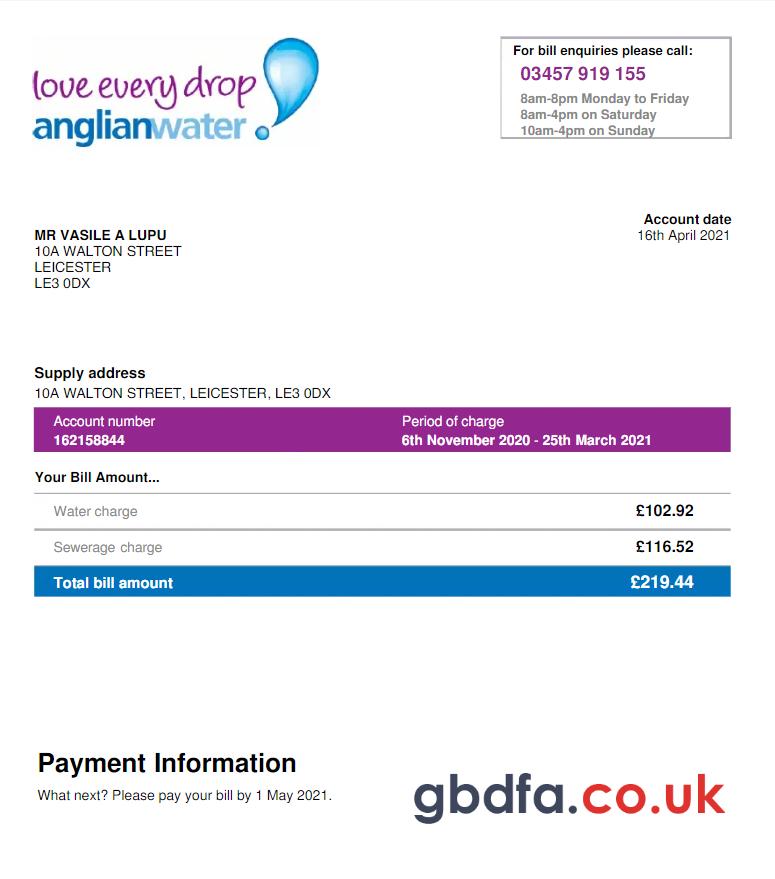 love every drop
anglianwater
For bill enquiries please call:
03457 919 155
8am-8pm Monday to Friday
8am-4pm on Saturday
10am-4pm on Sunday
Account date
16th April 2021
MR VASILE A LUPU
10A WALTON STREET
LEICESTER
LE3 0DX
Supply address
10A WALTON STREET, LEICESTER, LE3 0DX
Account number Period of charge
162158844 6th November 2020 - 25th March 2021
Your Bill Amount...
Water charge £102.92
Sewerage charge £116.52
Total bill amount £219.44
Payment Information
What next? Please pay your bill by 1 May 2021.
gbdfa.co.uk